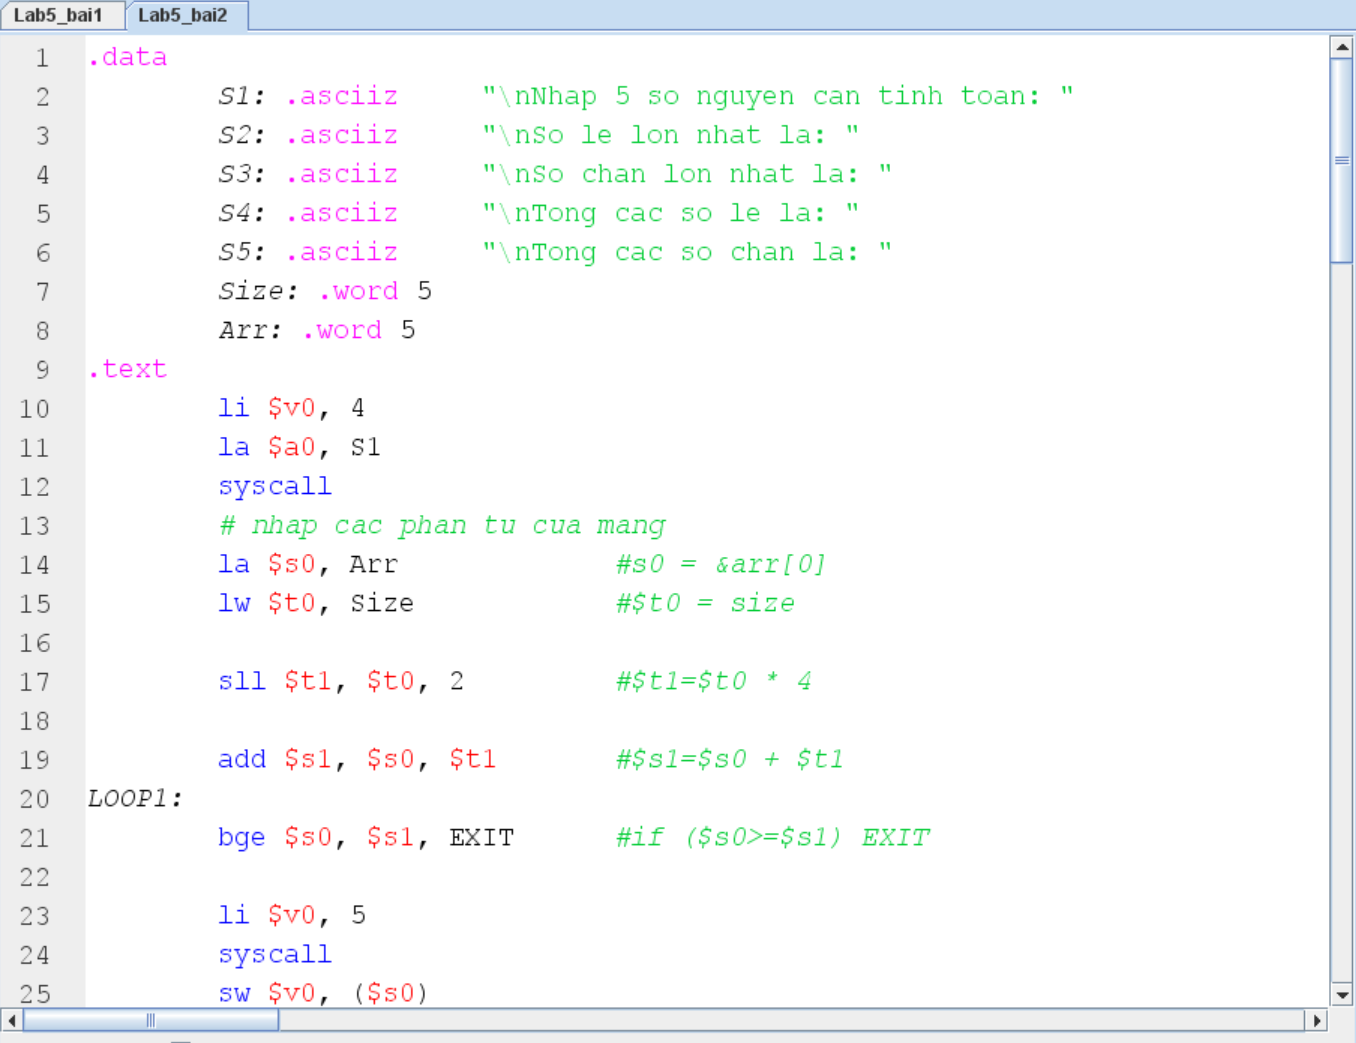 Lab5_bai1 Lab5_bai2
1 .data
2 S1: .asciiz "\nNhap 5 so nguyen can tinh toan: "
3 S2: .asciiz "\nSo le lon nhat la: "
4 S3: .asciiz "\nSo chan lon nhat la: "
5 S4: .asciiz "\nTong cac so le la: "
6 S5: .asciiz "\nTong cac so chan la: "
7 Size: .word 5
8 Arr: .word 5
9 .text
10 li $v0, 4
11 la $a0, S1
12 syscall
13 # nhap cac phan tu cua mang
14 la $s0, Arr #s0 = &arr[0]
15 lw $t0, Size #$t0 = size
16
17 sll $t1, $t0, 2 #$t1=$t0 * 4
18
19 add $s1, $s0, $t1 #$s1=$s0 + $t1
20 LOOP1:
21 bge $s0, $s1, EXIT #if ($s0>=$s1) EXIT
22
23 li $v0, 5
24 syscall
25 sw $v0, ($s0)